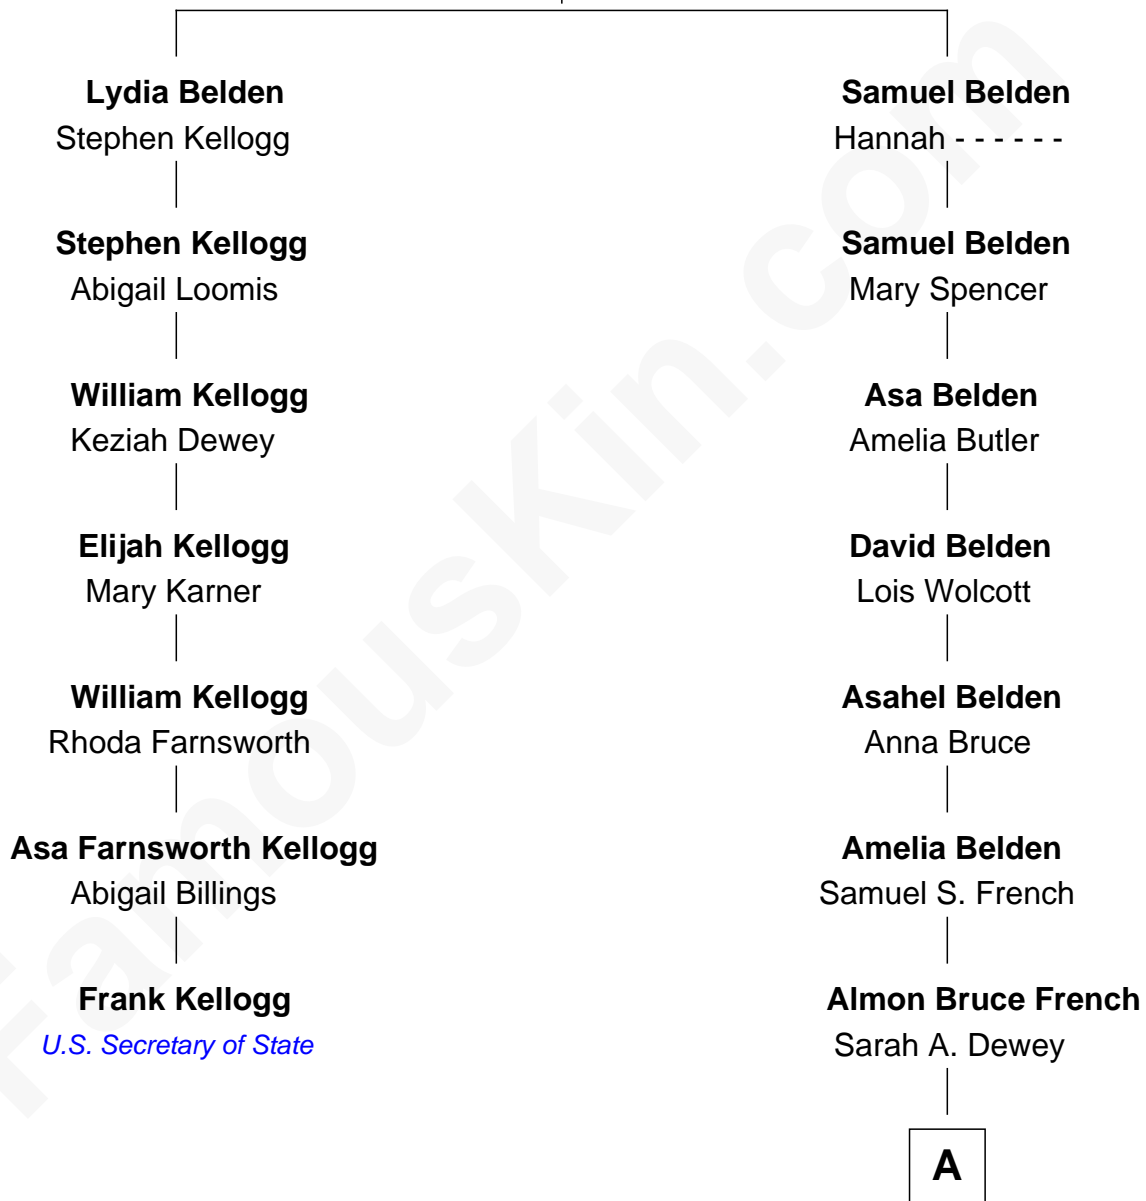 Lydia Belden
Stephen Kellogg
Samuel Belden
Hannah - - - - - -
Stephen Kellogg
Abigail Loomis
Samuel Belden
Mary Spencer
William Kellogg
Keziah Dewey
Asa Belden
Amelia Butler
Elijah Kellogg
Mary Karner
David Belden
Lois Wolcott
William Kellogg
Rhoda Farnsworth
Asahel Belden
Anna Bruce
Asa Farnsworth Kellogg
Abigail Billings
Amelia Belden
Samuel S. French
Frank Kellogg
U.S. Secretary of State
Almon Bruce French
Sarah A. Dewey
A
FamousKin.com